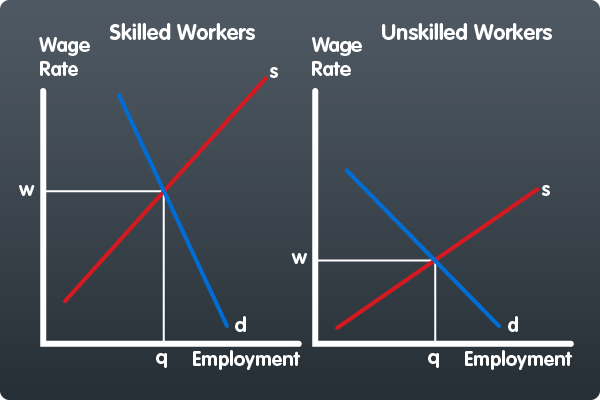 Skilled Workers
Wage
Rate
s
w
d
q
Employment
Unskilled Workers
Wage
Rate
s
w
d
q
Employment